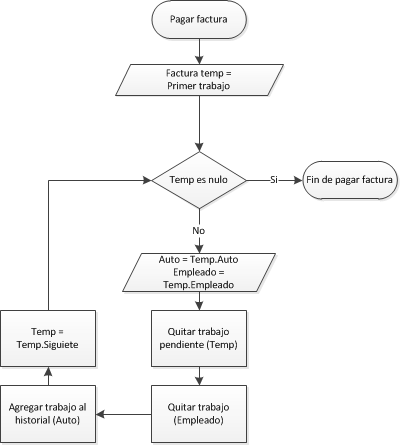 Pagar factura
Factura temp =
Primer trabajo
Temp es nulo
Si
Fin de pagar factura
No
Auto = Temp.Auto
Empleado =
Temp.Empleado
Temp =
Temp.Siguiete
Quitar trabajo
pendiente (Temp)
Agregar trabajo al
historial (Auto)
Quitar trabajo
(Empleado)